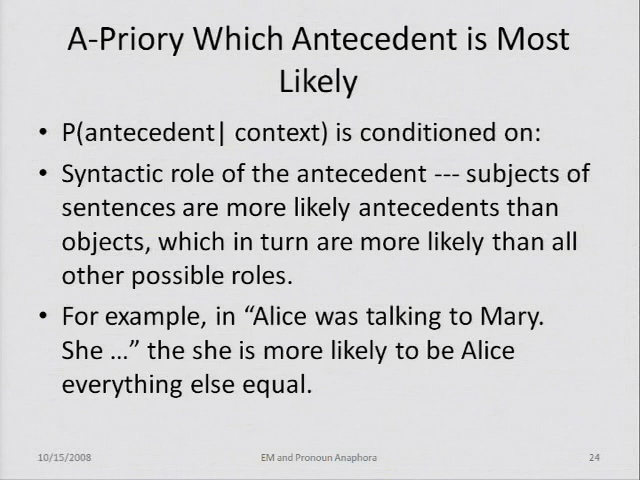 A-Priory Which Antecedent is Most
Likely
• P(antecedent| context) is conditioned on:
• Syntactic role of the antecedent --- subjects of
sentences are more likely antecedents than
objects, which in turn are more likely than all
other possible roles.
• For example, in “Alice was talking to Mary.
She …” the she is more likely to be Alice
everything else equal.
10/15/2008 EM and Pronoun Anaphora 24